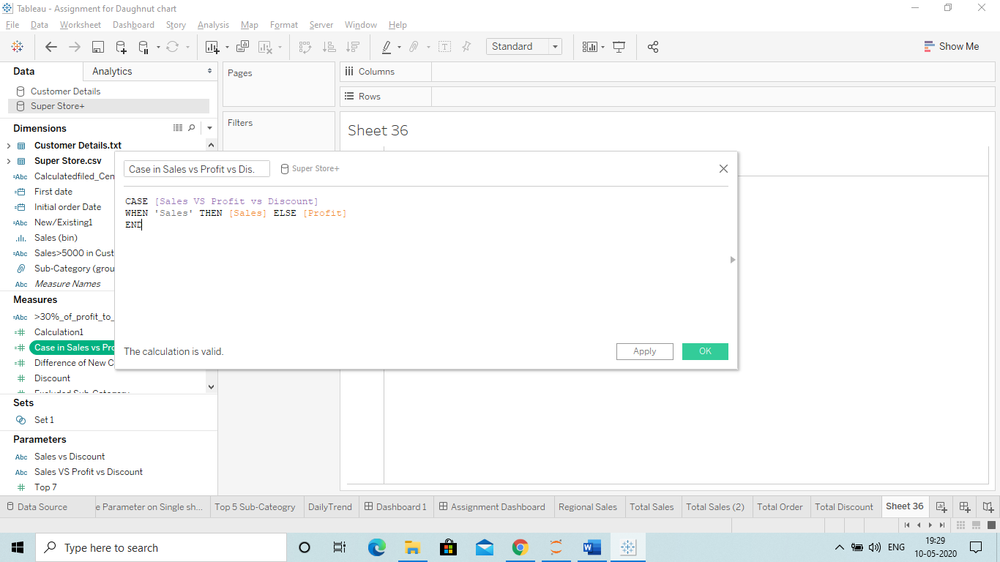 Tableau - Assignment for Daughnut chart
File Data Worksheet Dashboard Story Analysis Map Format Server Window Help
Standard
Show Me
Data
Analytics
Pages
Columns
Customer Details
Super Store+
Rows
Filters
Dimensions
Sheet 36
Customer Details.txt
Super Store.csv
Case in Sales vs Profit vs Dis.
Super Store+
=Abc Calculatedfiled_Cen
First date
Initial order Date
=Abc New/Existing1
Sales (bin)
=Abc Sales>5000 in Cust
Sub-Category (grou
Abc Measure Names
CASE [Sales VS Profit vs Discount]
WHEN 'Sales' THEN [Sales] ELSE [Profit]
END
Measures
=Abc >30%_of_profit_to_
=# Calculation1
=# Case in Sales vs Pro
=# Difference of New C
# Discount
The calculation is valid.
Apply
OK
Sets
Set 1
Parameters
Abc Sales vs Discount
Abc Sales VS Profit vs Discount
# Top 7
Data Source
e Parameter on Single sh...
Top 5 Sub-Cateogry
DailyTrend
Dashboard 1
Assignment Dashboard
Regional Sales
Total Sales
Total Sales (2)
Total Order
Total Discount
Sheet 36
Type here to search
ENG
19:29
10-05-2020